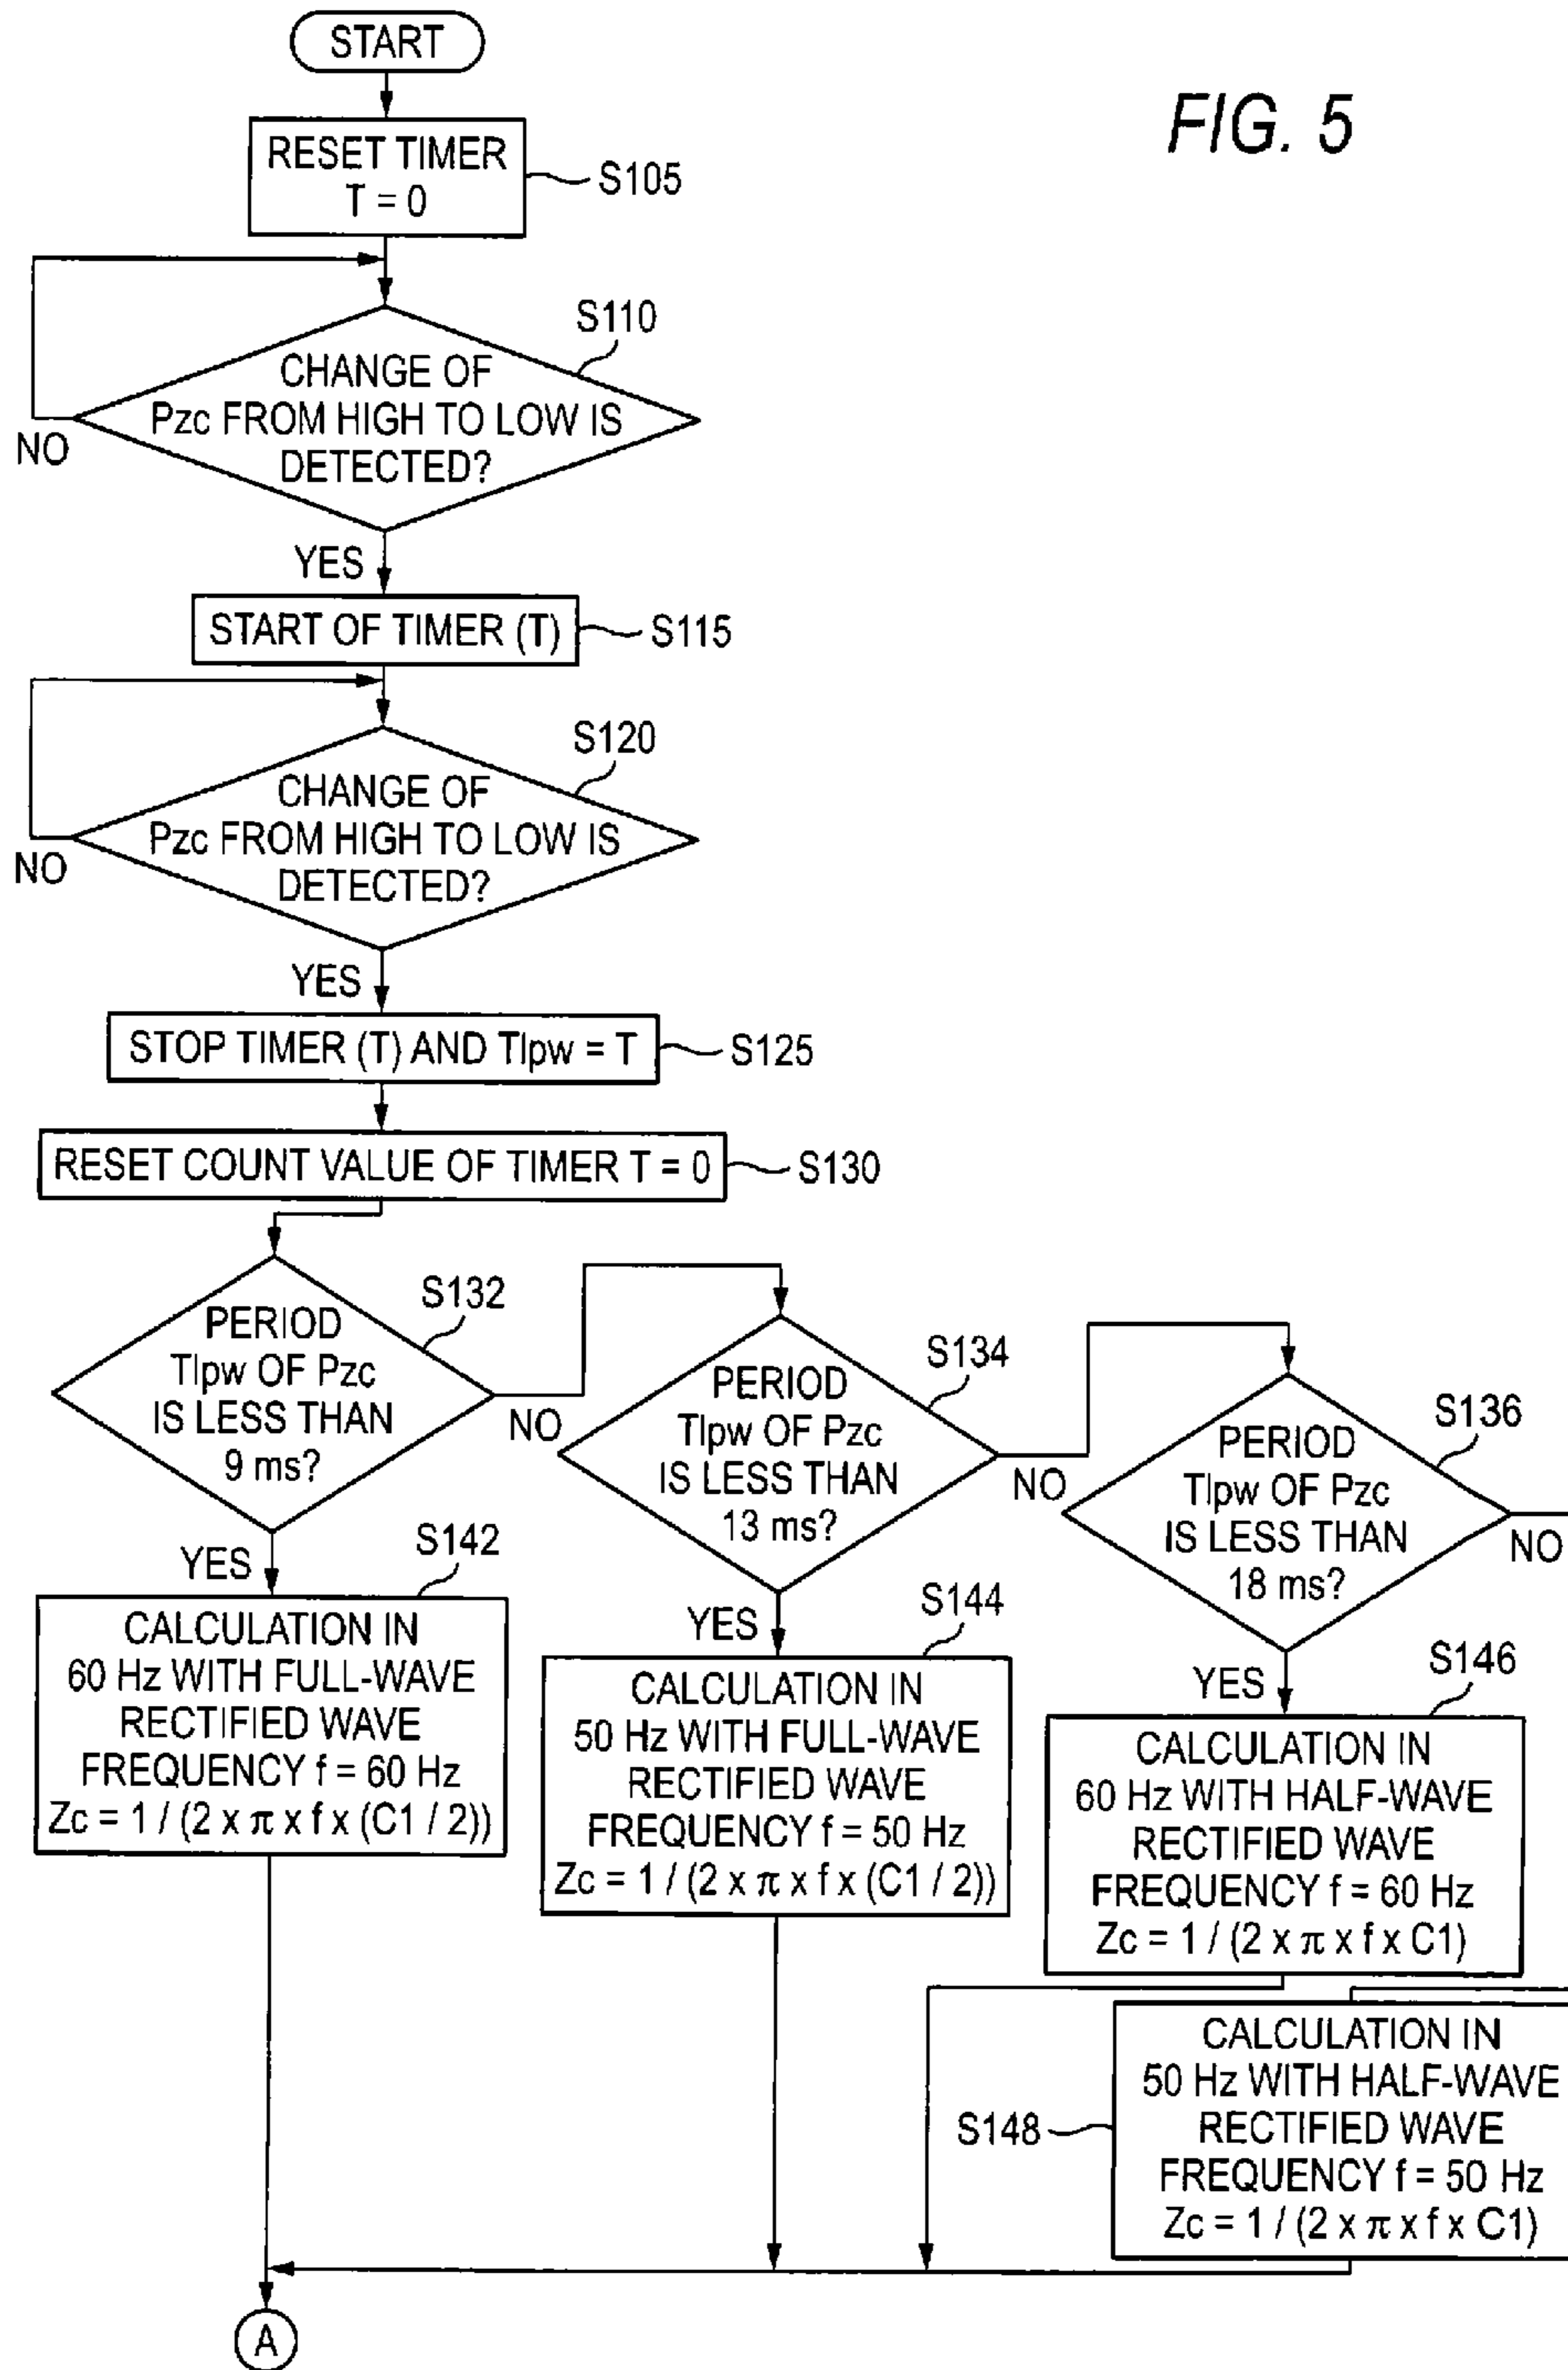 START
FIG. 5
RESET TIMER
T = 0
S105
S110
CHANGE OF
Pzc FROM HIGH TO LOW IS
DETECTED?
NO
YES
START OF TIMER (T)
S115
S120
CHANGE OF
Pzc FROM HIGH TO LOW IS
DETECTED?
NO
YES
STOP TIMER (T) AND Tlpw = T
S125
RESET COUNT VALUE OF TIMER T = 0
S130
S132
PERIOD
Tlpw OF Pzc
IS LESS THAN
9 ms?
NO
YES
S134
PERIOD
Tlpw OF Pzc
IS LESS THAN
13 ms?
NO
YES
S136
PERIOD
Tlpw OF Pzc
IS LESS THAN
18 ms?
NO
YES
S142
CALCULATION IN
60 Hz WITH FULL-WAVE
RECTIFIED WAVE
FREQUENCY f = 60 Hz
Zc = 1 / (2 x π x f x (C1 / 2))
S144
CALCULATION IN
50 Hz WITH FULL-WAVE
RECTIFIED WAVE
FREQUENCY f = 50 Hz
Zc = 1 / (2 x π x f x (C1 / 2))
S146
CALCULATION IN
60 Hz WITH HALF-WAVE
RECTIFIED WAVE
FREQUENCY f = 60 Hz
Zc = 1 / (2 x π x f x C1)
S148
CALCULATION IN
50 Hz WITH HALF-WAVE
RECTIFIED WAVE
FREQUENCY f = 50 Hz
Zc = 1 / (2 x π x f x C1)
A